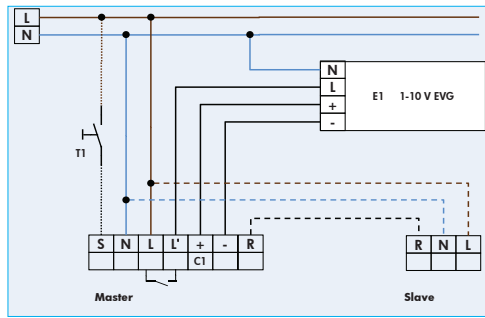 L
N
N
L
E1 1-10 V EVG
+
-
T1
S N L L' + - R
C1
R N L
Master
Slave